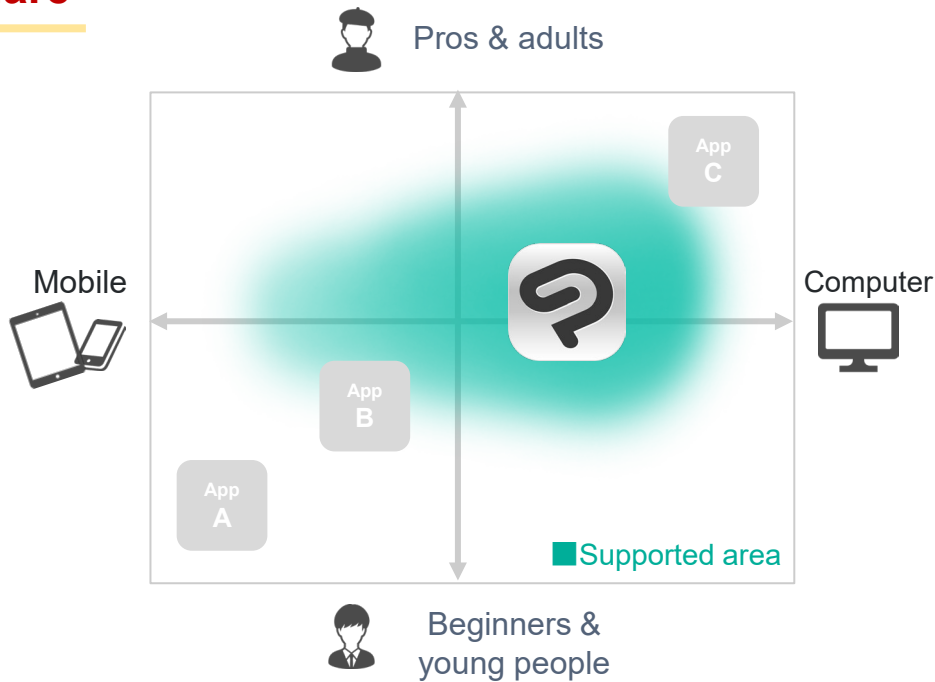 Pros & adults
App
C
Mobile
Computer
App
B
App
A
Supported area
Beginners &
young people